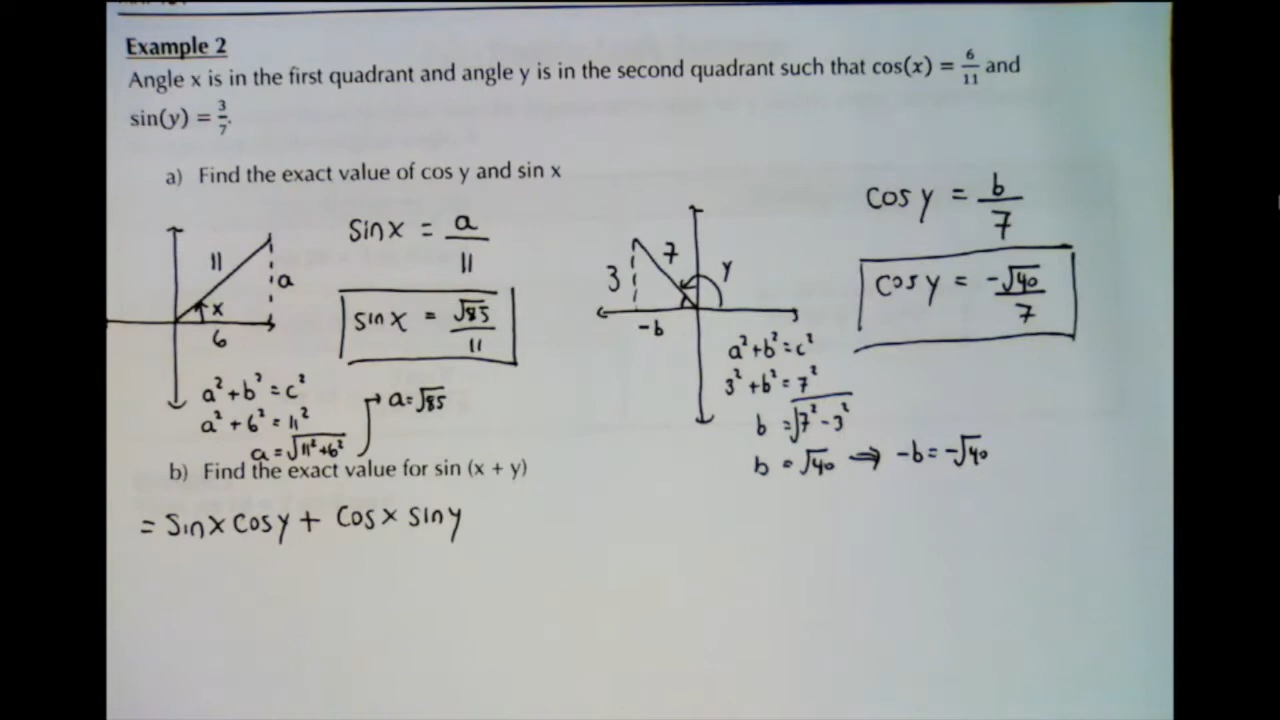 Example 2
Angle x is in the first quadrant and angle y is in the second quadrant such that cos(x) = 6/11 and
sin(y) = 3/7.
a) Find the exact value of cos y and sin x
11
a
x
6
sin x = a/11
sin x = √85/11
a² + b² = c²
a² + 6² = 11²
a = √11² + 6²
→ a = √85
3
7
y
-b
a² + b² = c²
3² + b² = 7²
b = √7² - 3²
b = √40 ⇒ -b = -√40
cos y = b/7
cos y = -√40/7
b) Find the exact value for sin (x + y)
= sin x cos y + cos x sin y